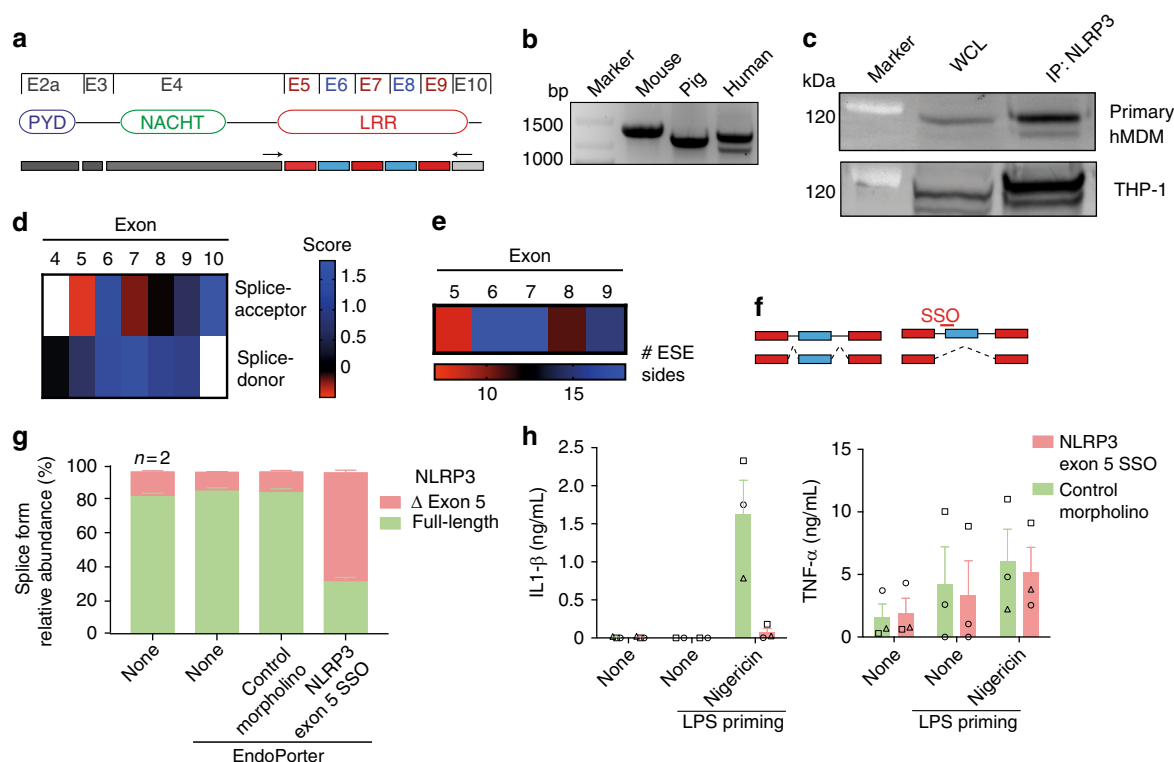 a
E2a E3 E4 E5 E6 E7 E8 E9 E10
PYD NACHT LRR
b
bp
Marker
Mouse
Pig
Human
1500
1000
c
kDa
Marker
WCL
IP: NLRP3
120
Primary
hMDM
120
THP-1
d
Exon
4 5 6 7 8 9 10
Splice-
acceptor
Splice-
donor
Score
1.5
1.0
0.5
0
e
Exon
5 6 7 8 9
# ESE
sides
10 15
f
SSO
g
Splice form
relative abundance (%)
100
80
60
40
20
0
n=2
NLRP3
Δ Exon 5
Full-length
None
None
Control
morpholino
NLRP3
exon 5 SSO
EndoPorter
h
IL1-β (ng/mL)
2.5
2.0
1.5
1.0
0.5
0
None
None
Nigericin
LPS priming
TNF-α (ng/mL)
15
10
5
0
None
None
Nigericin
LPS priming
NLRP3
exon 5 SSO
Control
morpholino